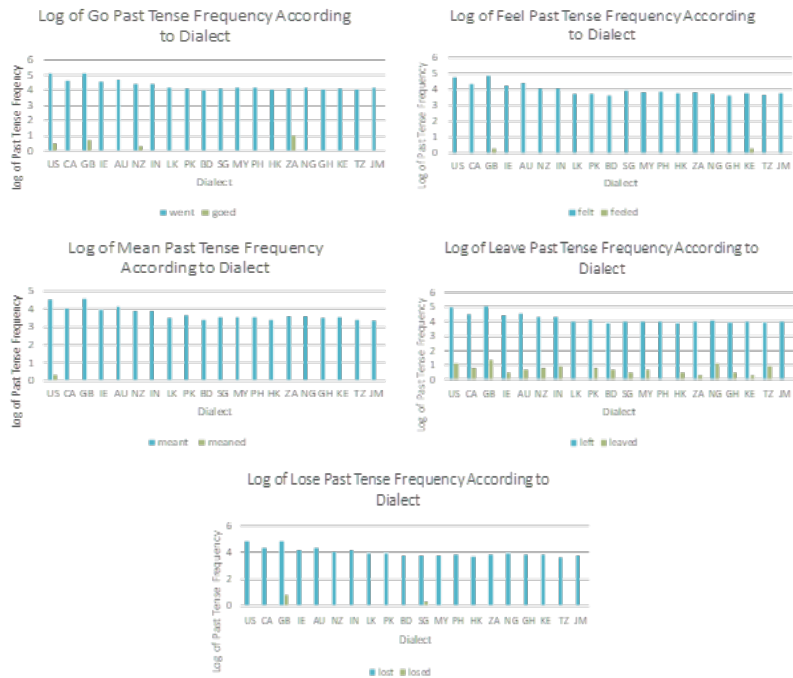 Log of Go Past Tense Frequency According
to Dialect
log of Past Tense Freqency
6
5
4
3
2
1
0
US CA GB IE AU NZ IN LK PK BD SG MY PH HK ZA NG GH KE TZ JM
Dialect
went goed
Log of Feel Past Tense Frequency According
to Dialect
Log of Past Tense Frequency
6
5
4
3
2
1
0
US CA GB IE AU NZ IN LK PK BD SG MY PH HK ZA NG GH KE TZ JM
Dialect
felt feeled
Log of Mean Past Tense Frequency
According to Dialect
log of Past Tense Frequency
5
4
3
2
1
0
US CA GB IE AU NZ IN LK PK BD SG MY PH HK ZA NG GH KE TZ JM
Dialect
meant meaned
Log of Leave Past Tense Frequency According to
Dialect
Log of Past Tense Frequency
6
5
4
3
2
1
0
US CA GB IE AU NZ IN LK PK BD SG MY PH HK ZA NG GH KE TZ JM
Dialect
left leaved
Log of Lose Past Tense Frequency According to
Dialect
Log of Past Tense Frequency
6
4
2
0
US CA GB IE AU NZ IN LK PK BD SG MY PH HK ZA NG GH KE TZ JM
Dialect
lost losed